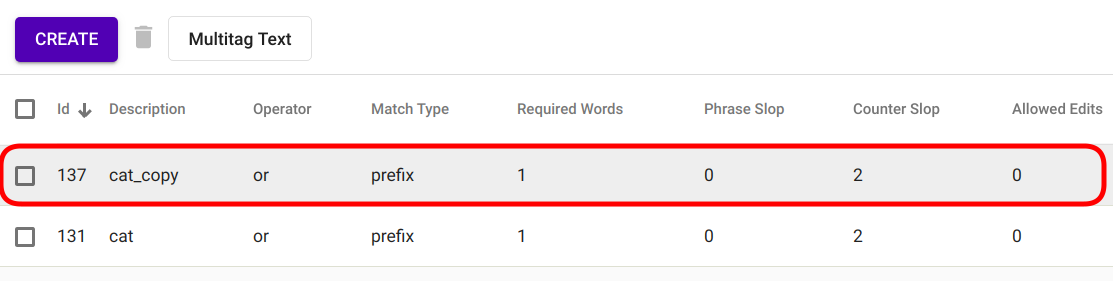 CREATE Multitag Text
Id Description Operator Match Type Required Words Phrase Slop Counter Slop Allowed Edits
137 cat_copy or prefix 1 0 2 0
131 cat or prefix 1 0 2 0